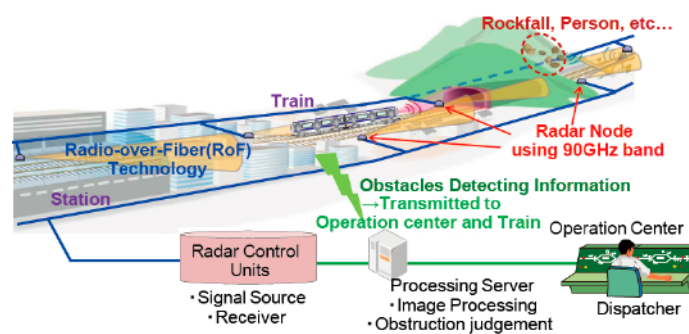 Rockfall, Person, etc…
Train
Radar Node
using 90GHz band
Radio-over-Fiber(RoF)
Technology
Station
Obstacles Detecting Information
→Transmitted to
Operation center and Train
Operation Center
Radar Control
Units
・Signal Source
・Receiver
Processing Server
・Image Processing
・Obstruction judgement
Dispatcher